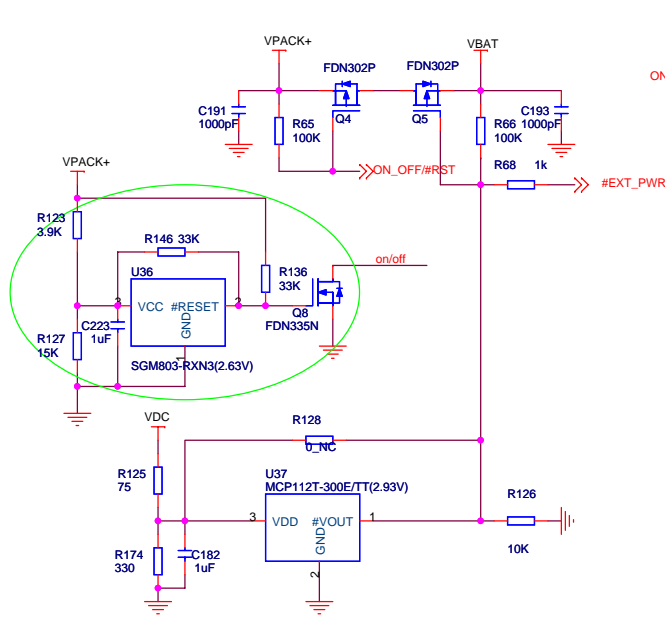 VPACK+
VBAT
FDN302P
FDN302P
ON
C191
1000pF
R65
100K
Q4
Q5
R66
100K
C193
1000pF
ON_OFF/#RST
R68
1k
#EXT_PWR
VPACK+
R123
3.9K
R146 33K
on/off
U36
R136
33K
3
VCC
#RESET
2
GND
1
Q8
FDN335N
C223
1uF
R127
15K
SGM803-RXN3(2.63V)
VDC
R128
0_NC
R125
75
U37
MCP112T-300E/TT(2.93V)
R126
3
VDD
#VOUT
1
GND
2
10K
R174
330
C182
1uF